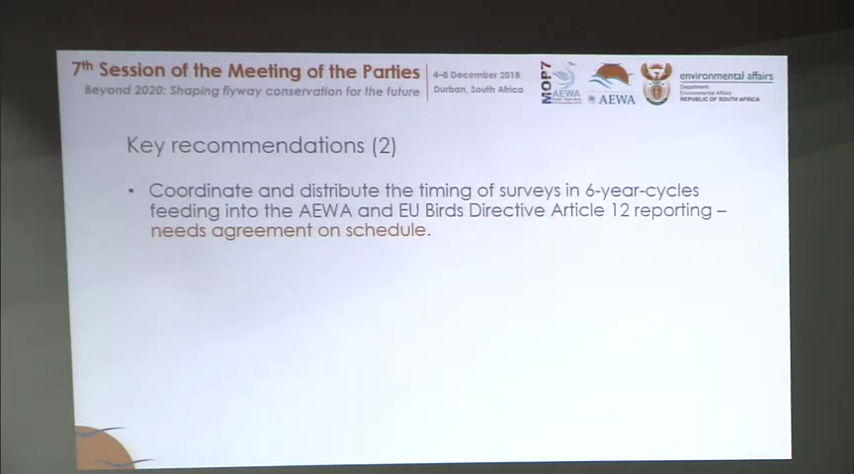 7th Session of the Meeting of the Parties
Beyond 2020: Shaping flyway conservation for the future
4–8 December 2018
Durban, South Africa
MOP7
AEWA
AEWA
environmental affairs
Department:
Environmental Affairs
REPUBLIC OF SOUTH AFRICA
Key recommendations (2)
• Coordinate and distribute the timing of surveys in 6-year-cycles
feeding into the AEWA and EU Birds Directive Article 12 reporting –
needs agreement on schedule.